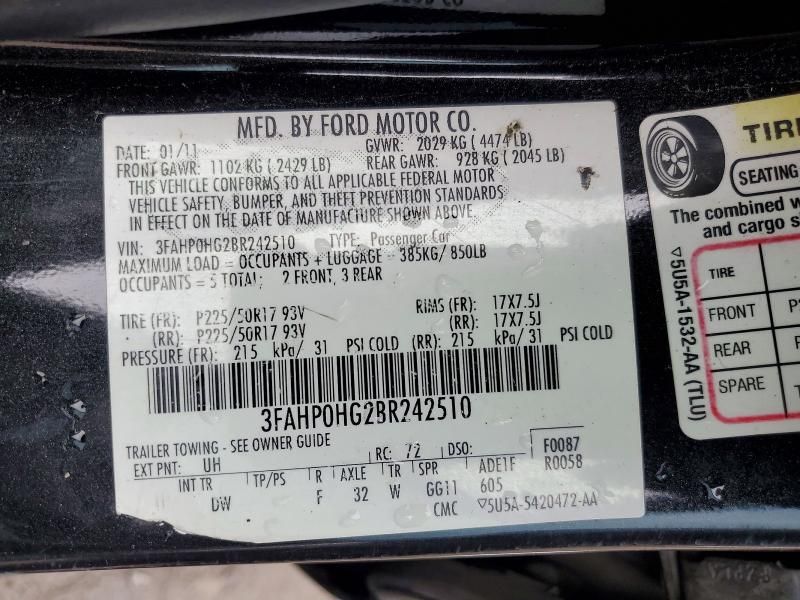 MFD. BY FORD MOTOR CO.
DATE: 01/11 GVWR: 2029 KG ( 4474 LB)
FRONT GAWR: 1102 KG ( 2429 LB) REAR GAWR: 928 KG ( 2045 LB)
THIS VEHICLE CONFORMS TO ALL APPLICABLE FEDERAL MOTOR
VEHICLE SAFETY, BUMPER, AND THEFT PREVENTION STANDARDS
IN EFFECT ON THE DATE OF MANUFACTURE SHOWN ABOVE.
VIN: 3FAHP0HG2BR242510 TYPE: Passenger Car
MAXIMUM LOAD = OCCUPANTS + LUGGAGE = 385KG/ 850LB
OCCUPANTS = 5 TOTAL: 2 FRONT, 3 REAR
TIRE (FR): P225/50R17 93V RIMS (FR): 17X7.5J
(RR): P225/50R17 93V (RR): 17X7.5J
PRESSURE (FR): 215 kPa/ 31 PSI COLD (RR): 215 kPa/ 31 PSI COLD
3FAHP0HG2BR242510
TRAILER TOWING - SEE OWNER GUIDE
EXT PNT: UH RC: 72 DSO: F0087
R0058
INT TR TP/PS R AXLE TR SPR ADE1F
DW F 32 W GG11 605
CMC ▽5U5A-5420472-AA
TIRE
SEATING
The combined w
and cargo s
TIRE
FRONT P
REAR
SPARE
▽5U5A-1532-AA (TLU)